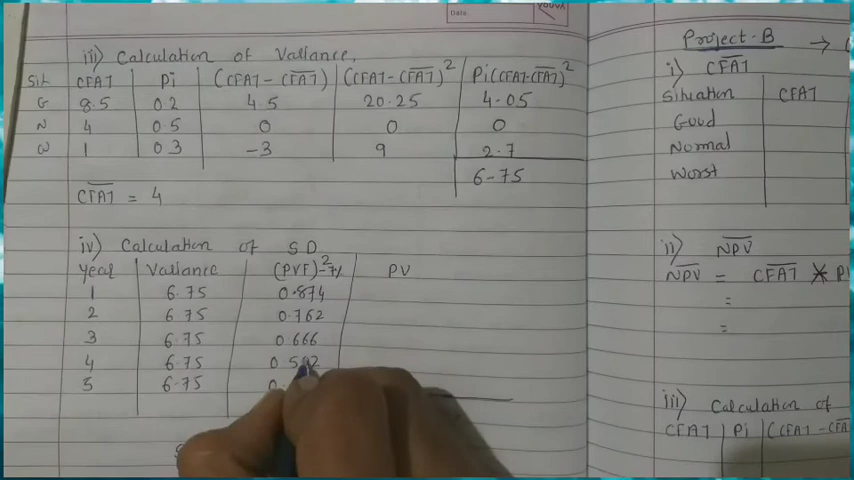 Date
YOUVA
iii) Calculation of Variance.
Sit CFAT Pi (CFAT - CFAT) (CFAT - CFAT)² Pi(CFAT-CFAT)²
G 8.5 0.2 4.5 20.25 4.05
N 4 0.5 0 0 0
W 1 0.3 -3 9 2.7
6-75
CFAT = 4
iv) Calculation of SD
Year Variance (PVF)²-7% PV
1 6.75 0.874
2 6.75 0.762
3 6.75 0.666
4 6.75
5 6.75
Project-B →
i) CFAT
Situation CFAT
Good
Normal
Worst
ii) NPV
NPV = CFAT *
=
=
iii) Calculation of
CFAT Pi (CFAT-